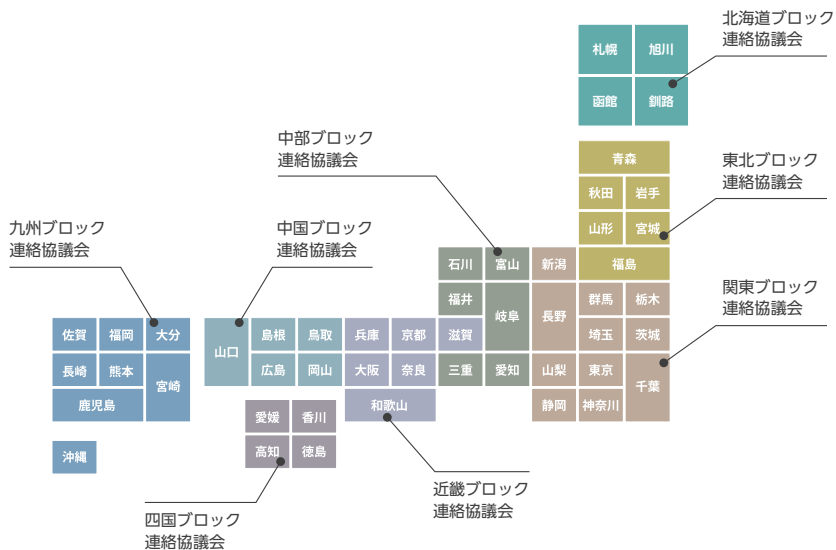 北海道ブロック
連絡協議会
札幌 旭川
函館 釧路
中部ブロック
連絡協議会
東北ブロック
連絡協議会
青森
秋田 岩手
山形 宮城
福島
九州ブロック
連絡協議会
中国ブロック
連絡協議会
関東ブロック
連絡協議会
石川 富山 新潟
福井 岐阜 長野 群馬 栃木
佐賀 福岡 大分 山口 島根 鳥取 兵庫 京都 滋賀 埼玉 茨城
長崎 熊本 宮崎 広島 岡山 大阪 奈良 三重 愛知 山梨 東京 千葉
鹿児島 和歌山 静岡 神奈川
愛媛 香川
高知 徳島
沖縄
近畿ブロック
連絡協議会
四国ブロック
連絡協議会